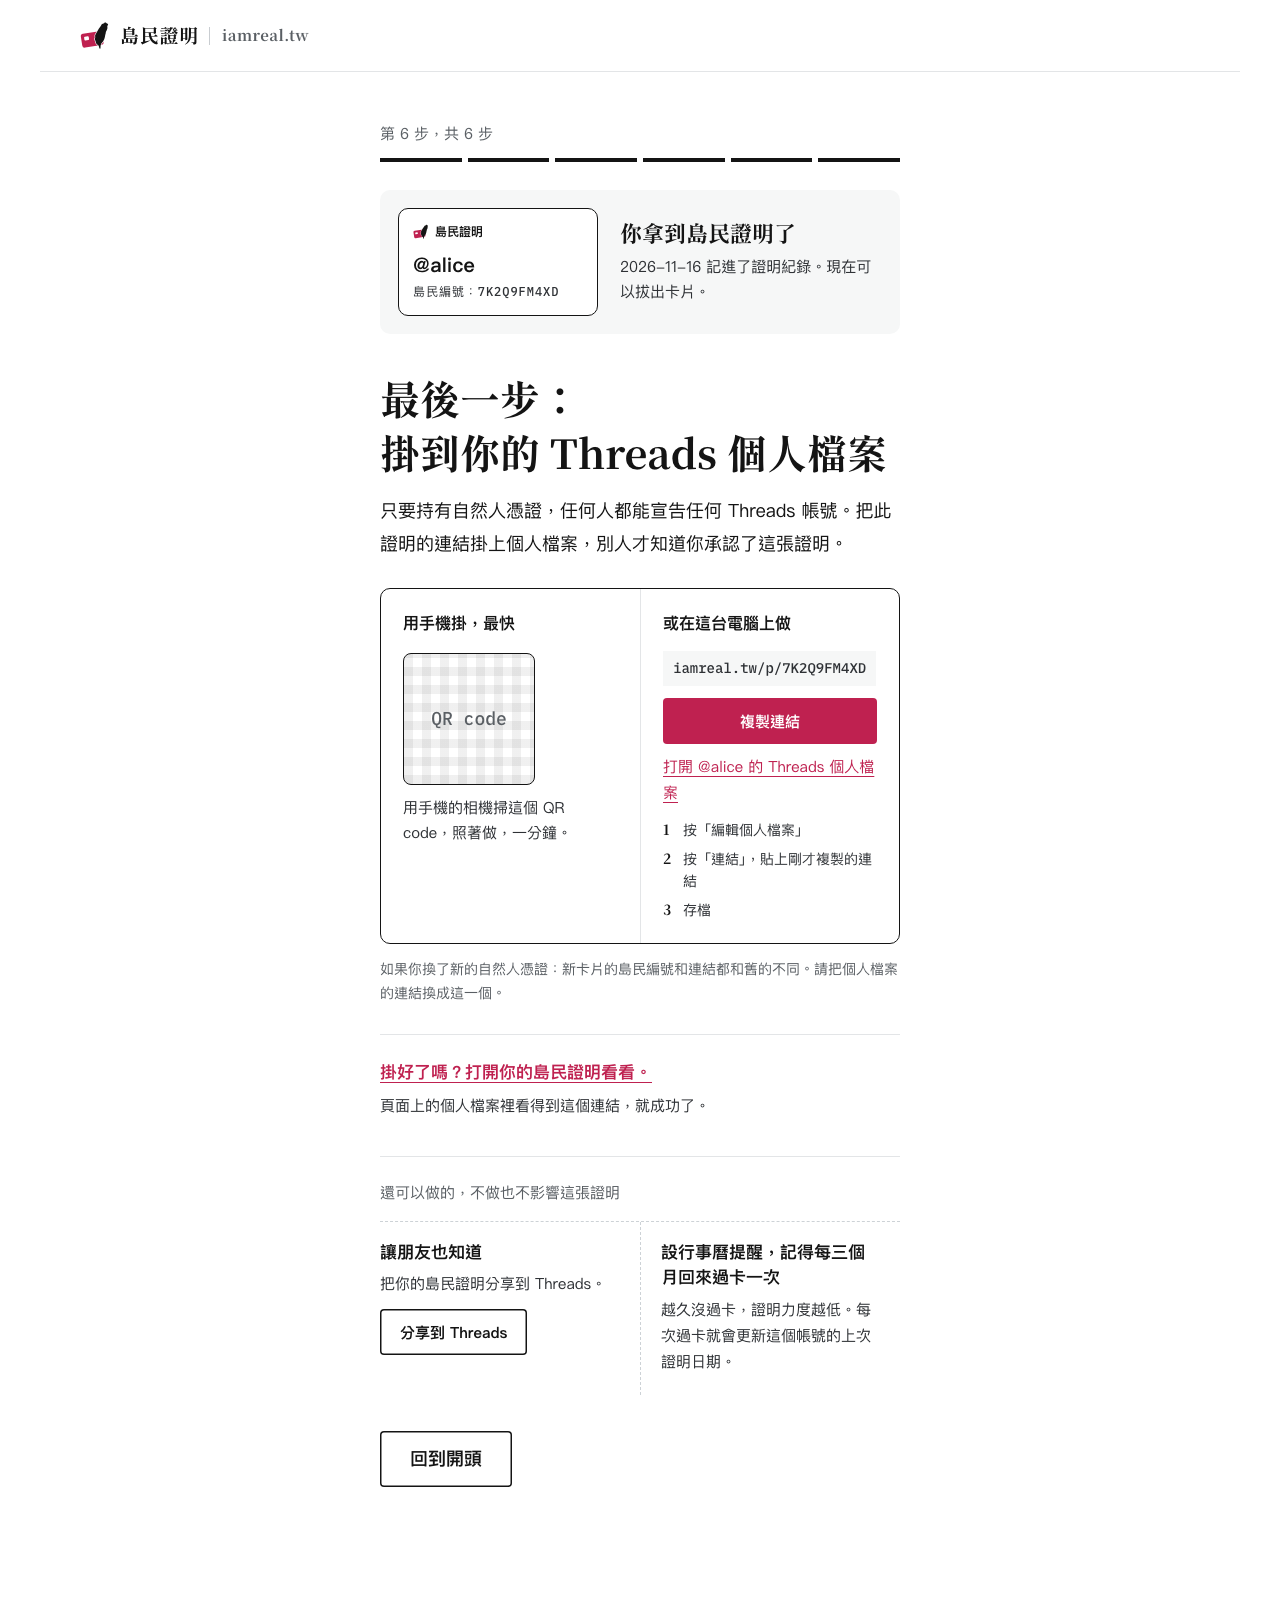 島民證明 iamreal.tw
第 6 步，共 6 步
島民證明
@alice
島民編號：7K2Q9FM4XD
你拿到島民證明了
2026–11–16 記進了證明紀錄。現在可
以拔出卡片。
最後一步：
掛到你的 Threads 個人檔案
只要持有自然人憑證，任何人都能宣告任何 Threads 帳號。把此
證明的連結掛上個人檔案，別人才知道你承認了這張證明。
用手機掛，最快
QR code
用手機的相機掃這個 QR
code，照著做，一分鐘。
或在這台電腦上做
iamreal.tw/p/7K2Q9FM4XD
複製連結
打開 @alice 的 Threads 個人檔
案
1 按「編輯個人檔案」
2 按「連結」，貼上剛才複製的連
結
3 存檔
如果你換了新的自然人憑證：新卡片的島民編號和連結都和舊的不同。請把個人檔案
的連結換成這一個。
掛好了嗎？打開你的島民證明看看。
頁面上的個人檔案裡看得到這個連結，就成功了。
還可以做的，不做也不影響這張證明
讓朋友也知道
把你的島民證明分享到 Threads。
分享到 Threads
設行事曆提醒，記得每三個
月回來過卡一次
越久沒過卡，證明力度越低。每
次過卡就會更新這個帳號的上次
證明日期。
回到開頭